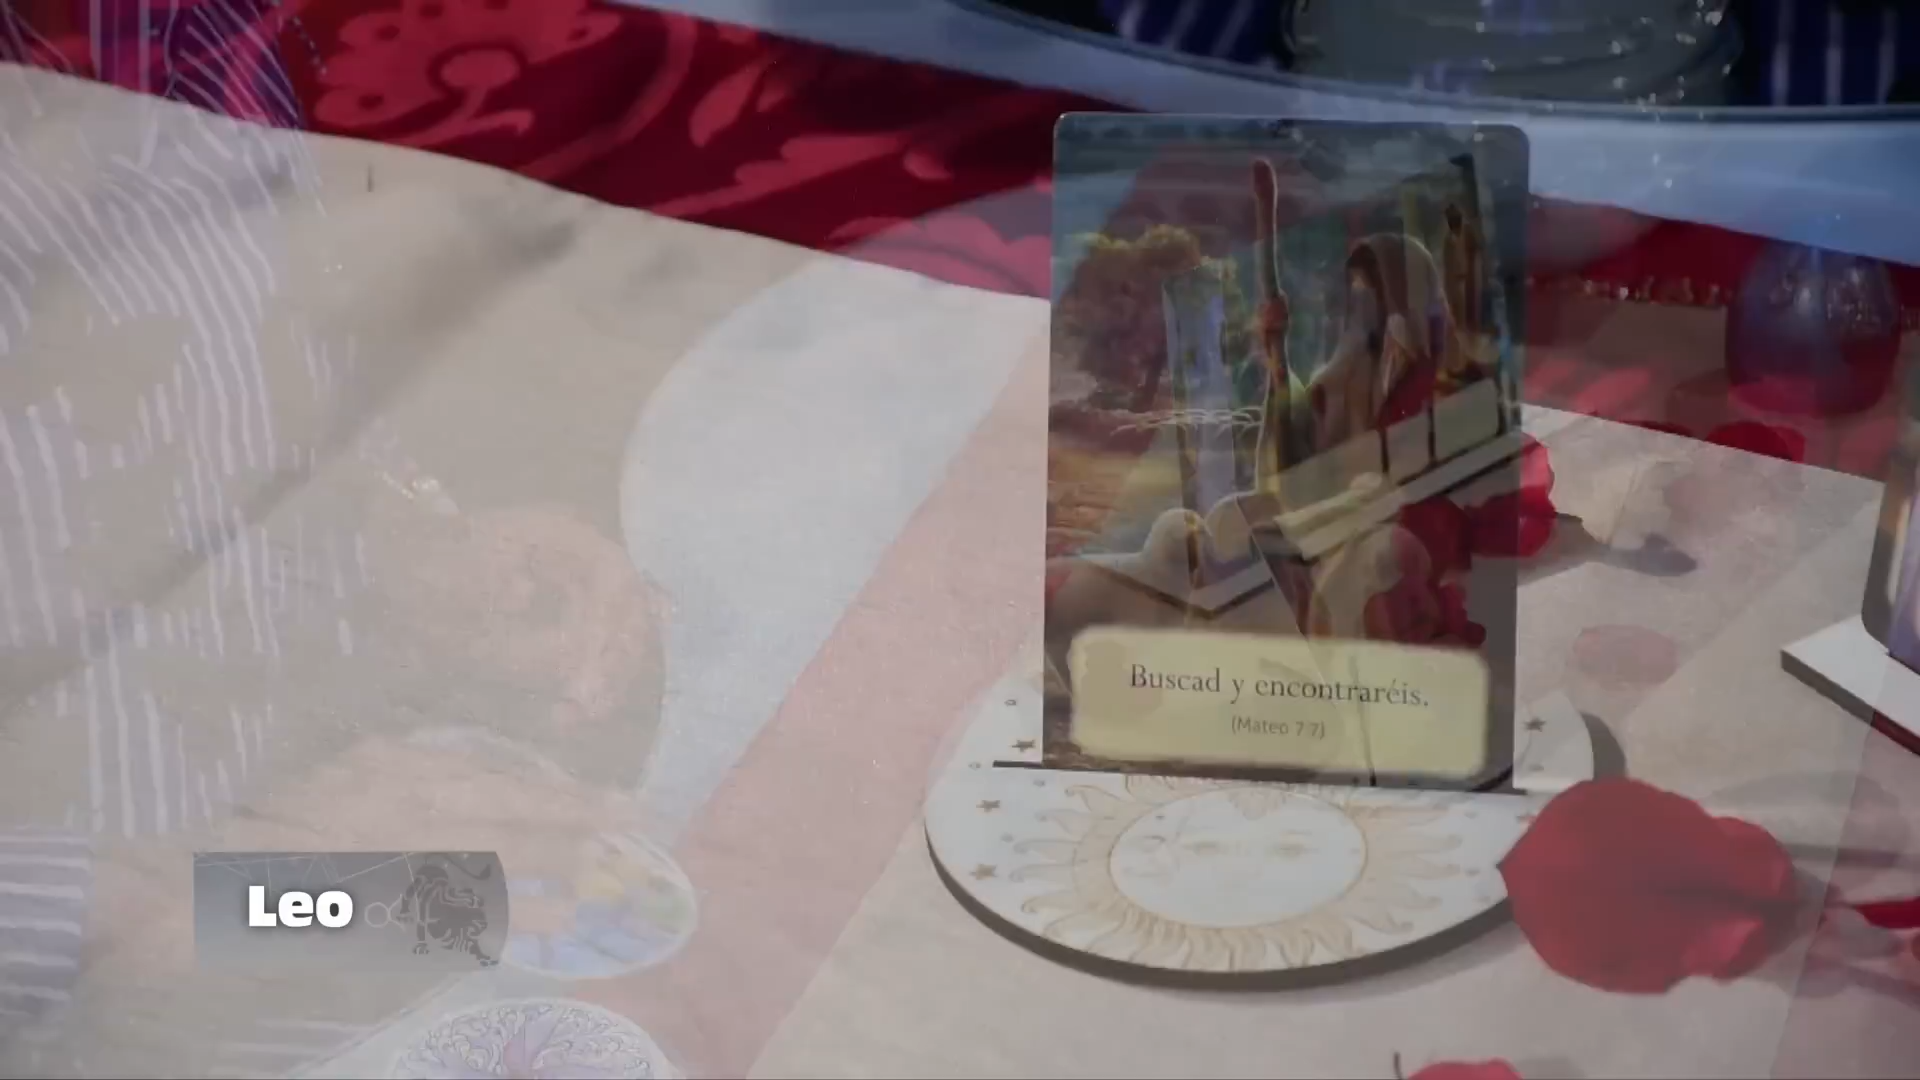 Buscad y encontraréis.
(Mateo 7 7)
Leo